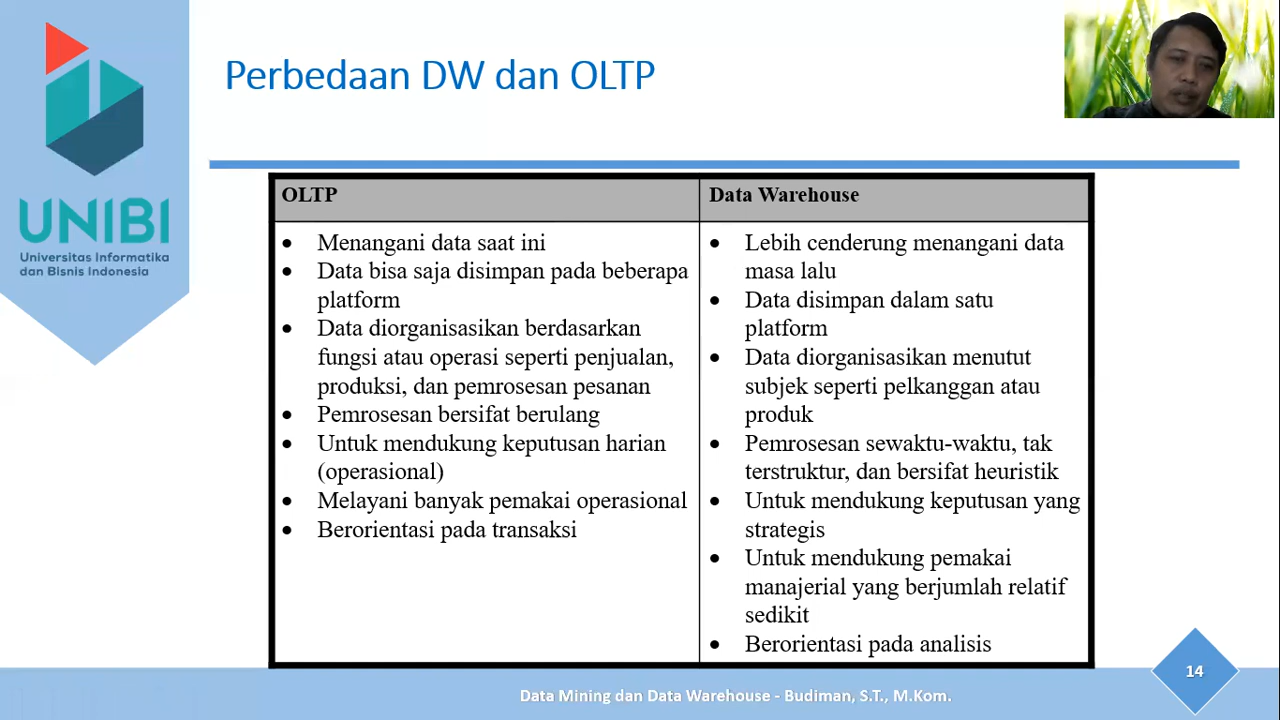 Perbedaan DW dan OLTP
UNIBI
Universitas Informatika
dan Bisnis Indonesia
OLTP
Menangani data saat ini
Data bisa saja disimpan pada beberapa
platform
Data diorganisasikan berdasarkan
fungsi atau operasi seperti penjualan,
produksi, dan pemrosesan pesanan
Pemrosesan bersifat berulang
Untuk mendukung keputusan harian
(operasional)
Melayani banyak pemakai operasional
Berorientasi pada transaksi
Data Warehouse
Lebih cenderung menangani data
masa lalu
Data disimpan dalam satu
platform
Data diorganisasikan menutut
subjek seperti pelkanggan atau
produk
Pemrosesan sewaktu-waktu, tak
terstruktur, dan bersifat heuristik
Untuk mendukung keputusan yang
strategis
Untuk mendukung pemakai
manajerial yang berjumlah relatif
sedikit
Berorientasi pada analisis
14
Data Mining dan Data Warehouse - Budiman, S.T., M.Kom.